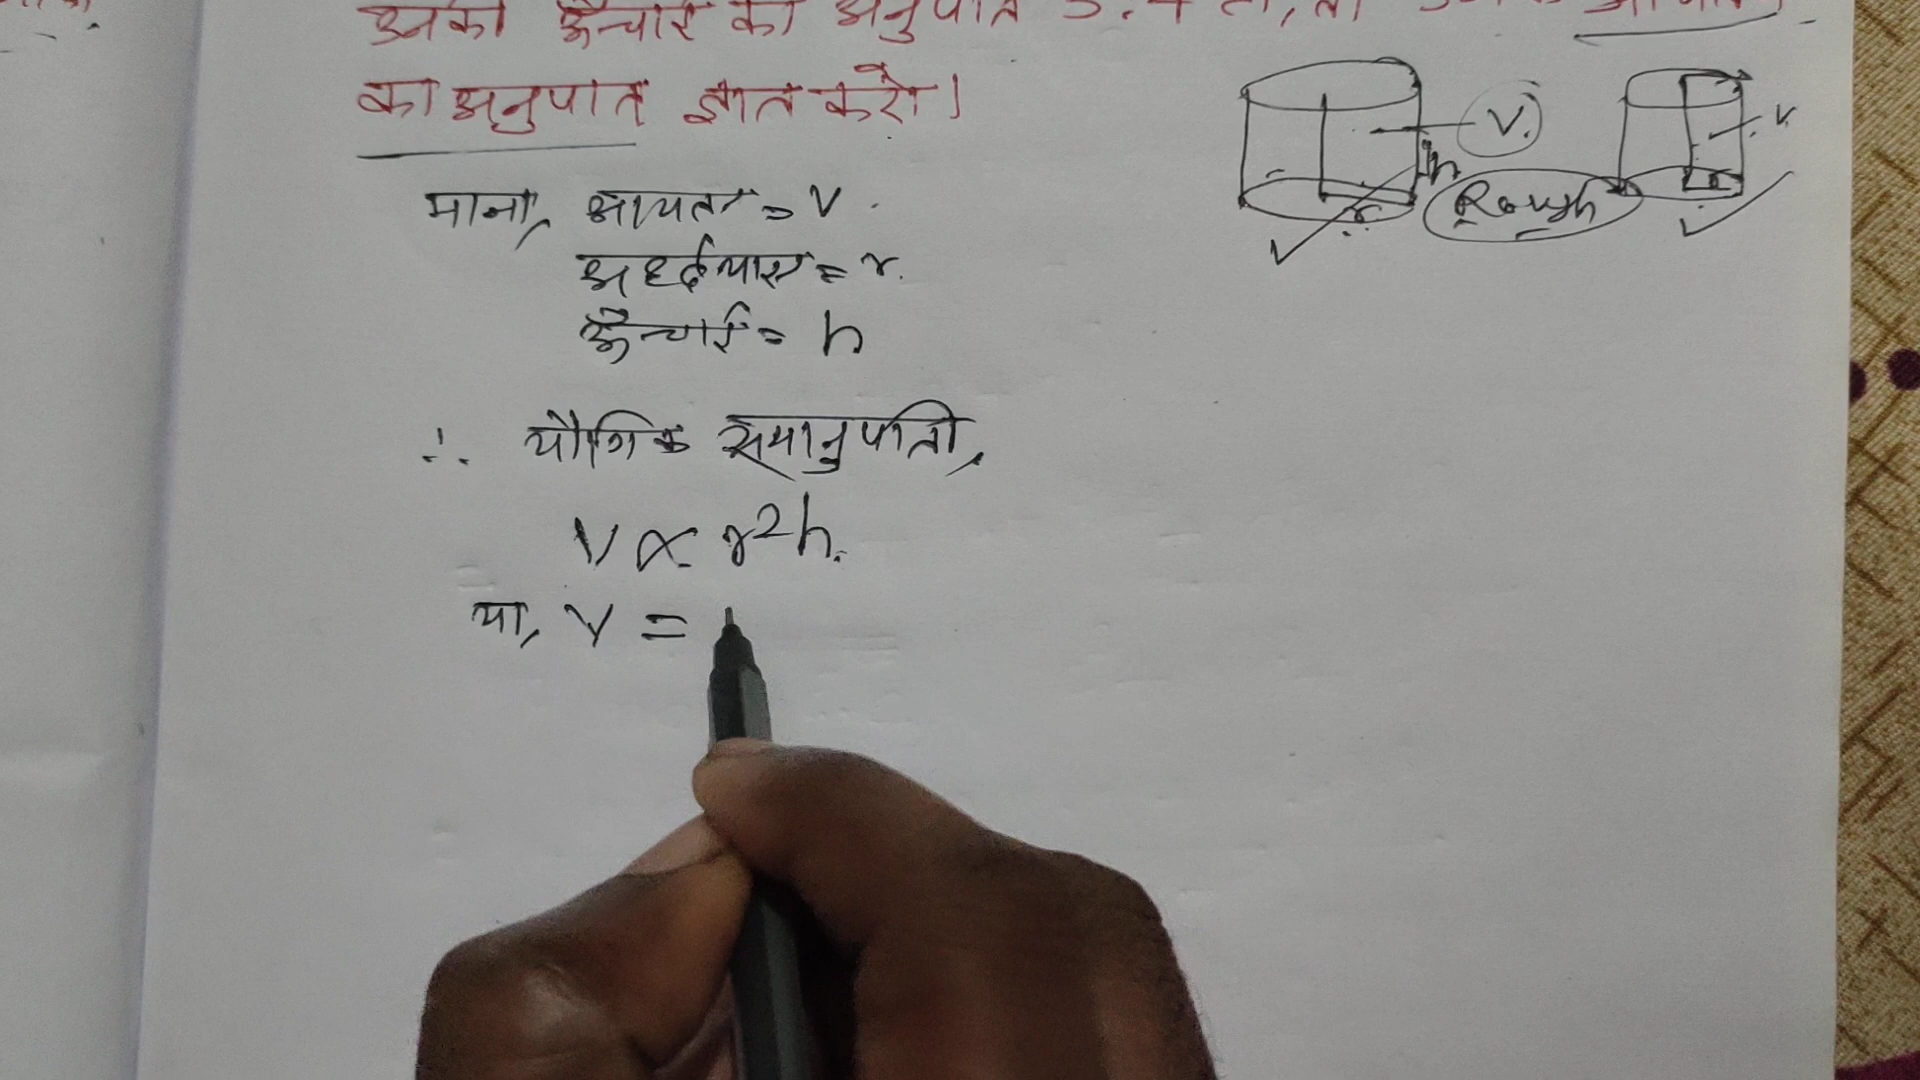 उनकी ऊँचाई का अनुपात
का अनुपात ज्ञात करो।
V.
V
h
r
Rough
माना, आयतन = V.
अर्द्धव्यास = r.
ऊँचाई = h
∴ यौगिक समानुपाती,
V ∝ r²h.
या, V =